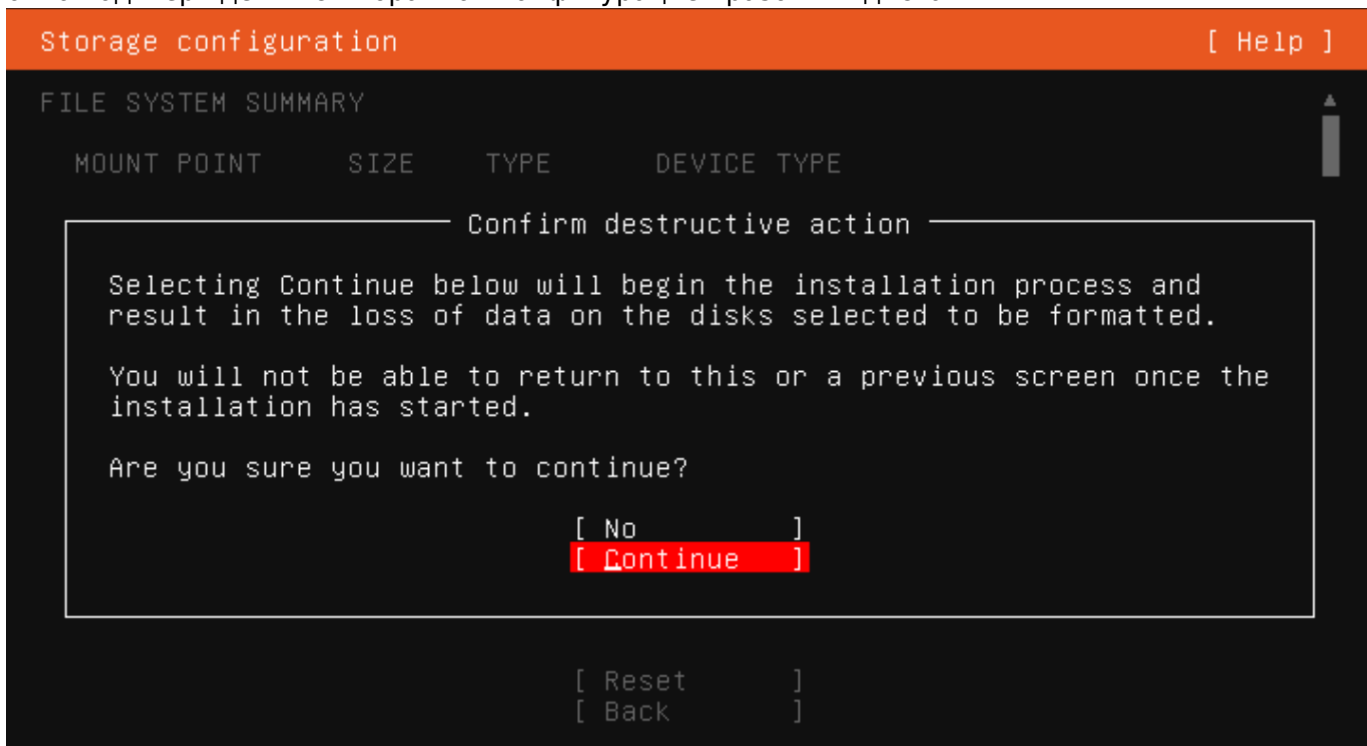 Storage configuration [ Help ]
FILE SYSTEM SUMMARY
MOUNT POINT SIZE TYPE DEVICE TYPE
Confirm destructive action
Selecting Continue below will begin the installation process and
result in the loss of data on the disks selected to be formatted.
You will not be able to return to this or a previous screen once the
installation has started.
Are you sure you want to continue?
[ No ]
[ Continue ]
[ Reset ]
[ Back ]